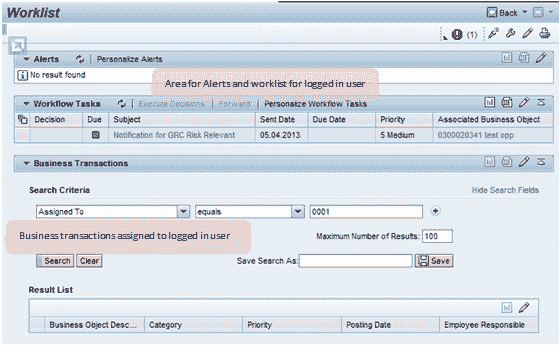 Worklist
Back
(1)
Alerts Personalize Alerts
No result found
Area for Alerts and worklist for logged in user
Workflow Tasks Execute Decisions Forward Personalize Workflow Tasks
Decision Due Subject Sent Date Due Date Priority Associated Business Object
Notification for GRC Risk Relevant 05.04.2013 5 Medium 0300020341 test opp
Business Transactions
Search Criteria Hide Search Fields
Assigned To equals 0001
Business transactions assigned to logged in user
Maximum Number of Results: 100
Search Clear Save Search As: Save
Result List
Business Object Desc... Category Priority Posting Date Employee Responsible